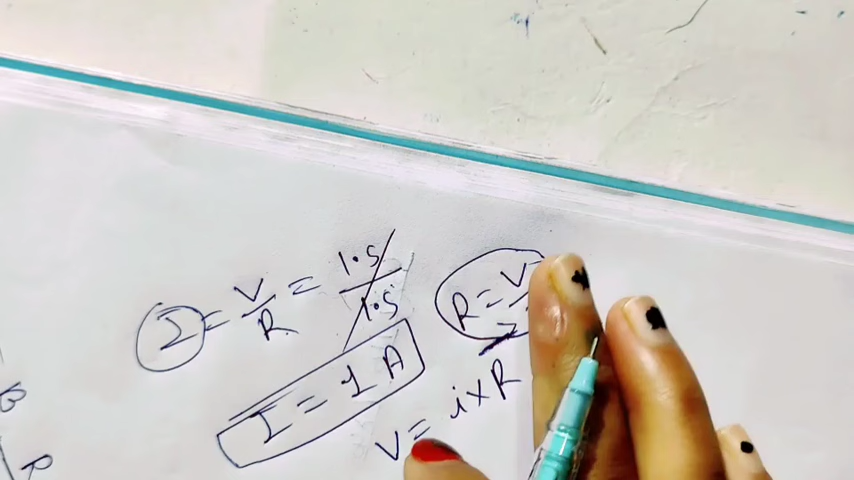 I = V/R = 1.5/1.5
R = V
I = 1 A
V = i×R
B
R